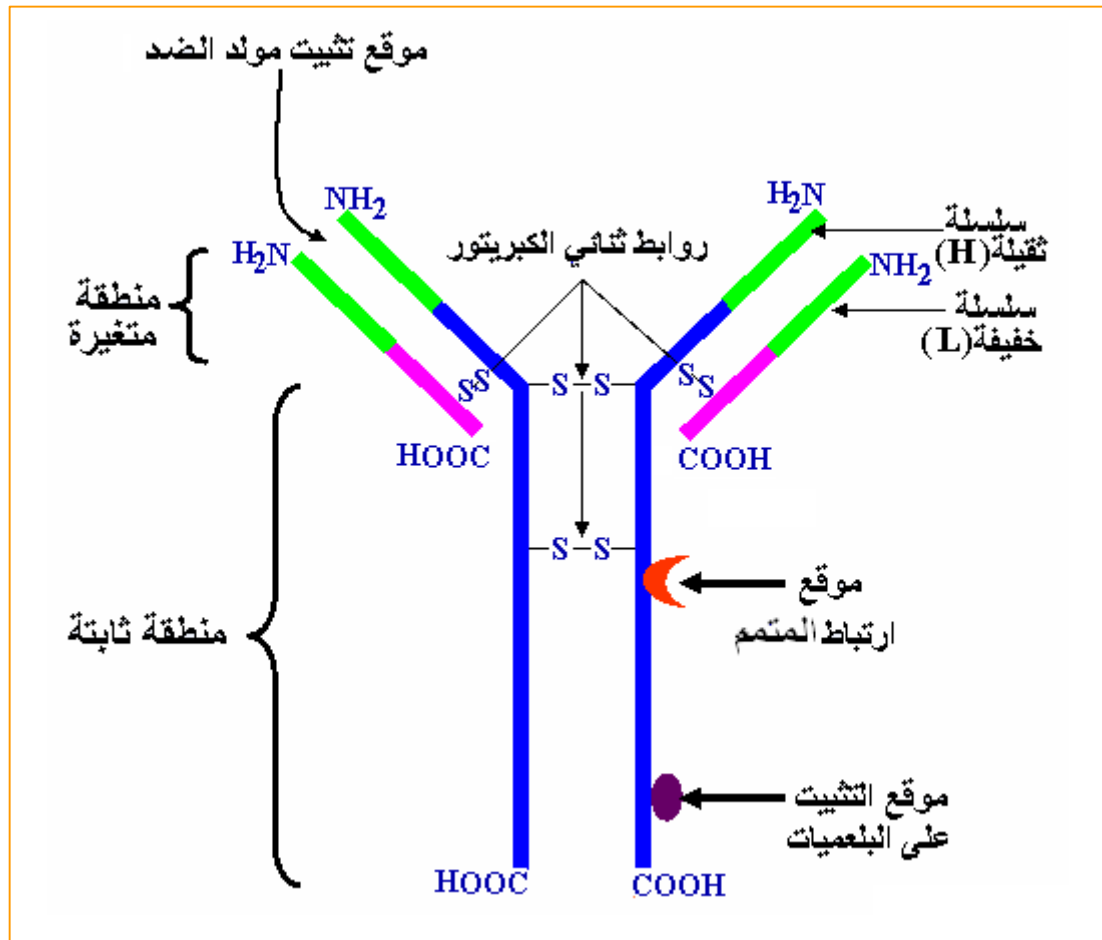 موقع تثبيت مولد الضد
NH2
H2N
H2N
NH2
سلسلة
ثقيلة(H)
روابط ثنائي الكبريتور
سلسلة
خفيفة(L)
منطقة
متغيرة
S S
S S
S S
HOOC
COOH
S S
موقع
ارتباط المتمم
منطقة ثابتة
موقع التثبيت
على البلعميات
HOOC
COOH